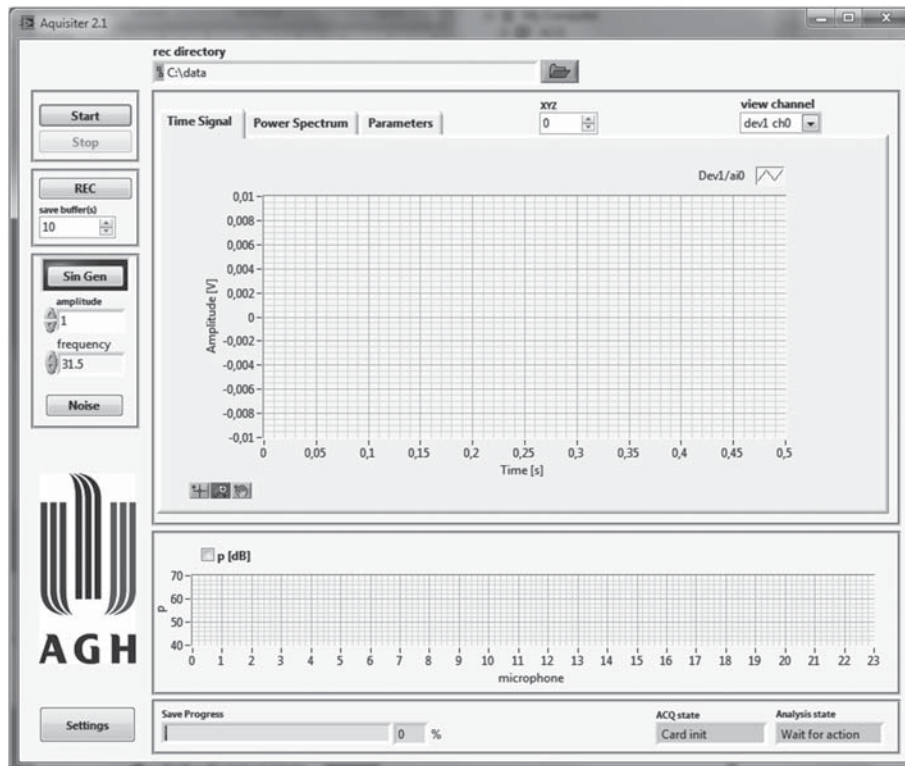 Aquisiter 2.1
rec directory
C:\data
Start
Stop
REC
save buffer(s)
10
Sin Gen
amplitude
1
frequency
31.5
Noise
Time Signal Power Spectrum Parameters
XYZ
0
view channel
dev1 ch0
Dev1/ai0
Amplitude [V]
0,01
0,008
0,006
0,004
0,002
0
-0,002
-0,004
-0,006
-0,008
-0,01
0 0,05 0,1 0,15 0,2 0,25 0,3 0,35 0,4 0,45 0,5
Time [s]
p [dB]
p
70
60
50
40
0 1 2 3 4 5 6 7 8 9 10 11 12 13 14 15 16 17 18 19 20 21 22 23
microphone
AGH
Settings
Save Progress
0 %
ACQ state
Card init
Analysis state
Wait for action